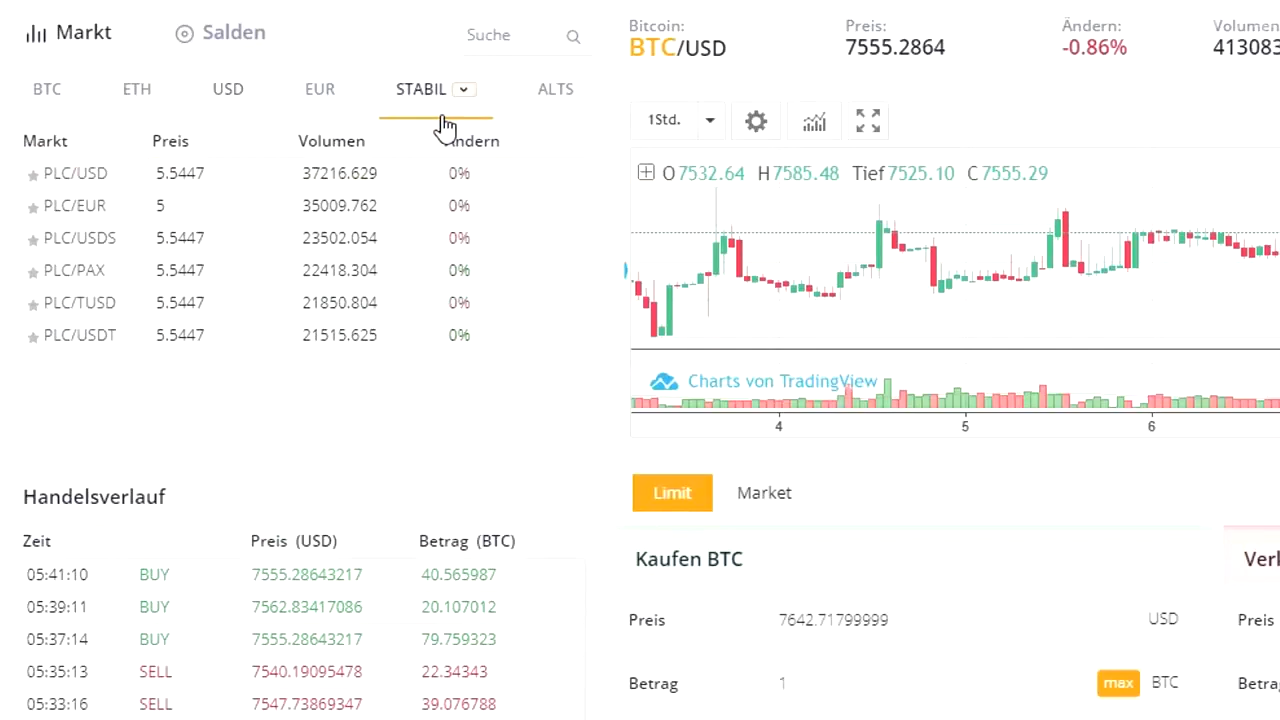 Markt
Salden
Suche
BTC
ETH
USD
EUR
STABIL
ALTS
Markt Preis Volumen Ändern
PLC/USD 5.5447 37216.629 0%
PLC/EUR 5 35009.762 0%
PLC/USDS 5.5447 23502.054 0%
PLC/PAX 5.5447 22418.304 0%
PLC/TUSD 5.5447 21850.804 0%
PLC/USDT 5.5447 21515.625 0%
Handelsverlauf
Zeit Preis (USD) Betrag (BTC)
05:41:10 BUY 7555.28643217 40.565987
05:39:11 BUY 7562.83417086 20.107012
05:37:14 BUY 7555.28643217 79.759323
05:35:13 SELL 7540.19095478 22.34343
05:33:16 SELL 7547.73869347 39.076788
Bitcoin: Preis: Ändern: Volumen
BTC/USD 7555.2864 -0.86% 413083
1Std.
O 7532.64 H 7585.48 Tief 7525.10 C 7555.29
Charts von TradingView
4 5 6
Limit Market
Kaufen BTC
Preis 7642.71799999 USD
Betrag 1 max BTC
Verk
Preis
Betrag